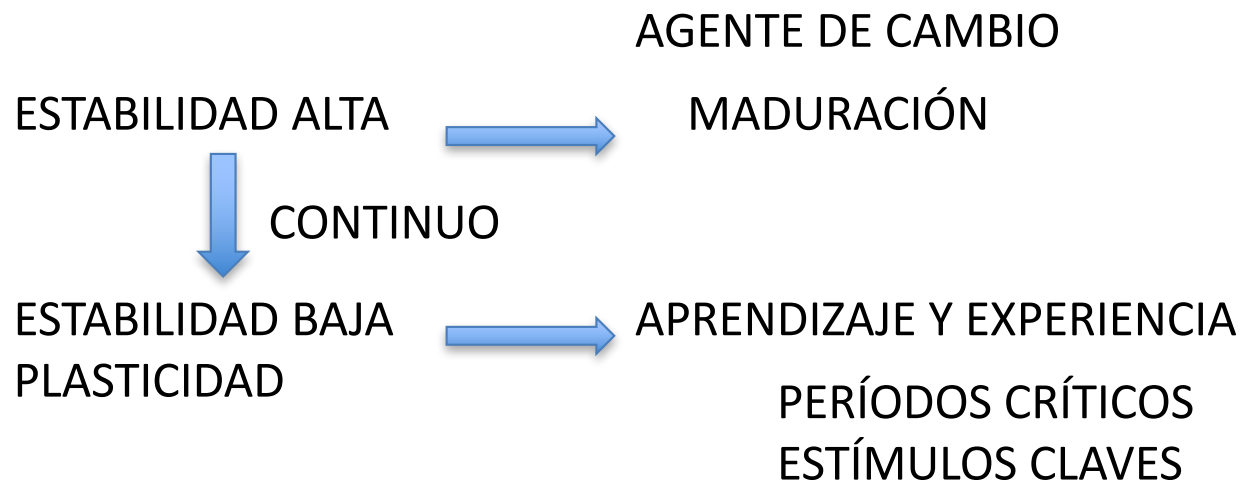 AGENTE DE CAMBIO
ESTABILIDAD ALTA
MADURACIÓN
CONTINUO
ESTABILIDAD BAJA
PLASTICIDAD
APRENDIZAJE Y EXPERIENCIA
PERÍODOS CRÍTICOS
ESTÍMULOS CLAVES